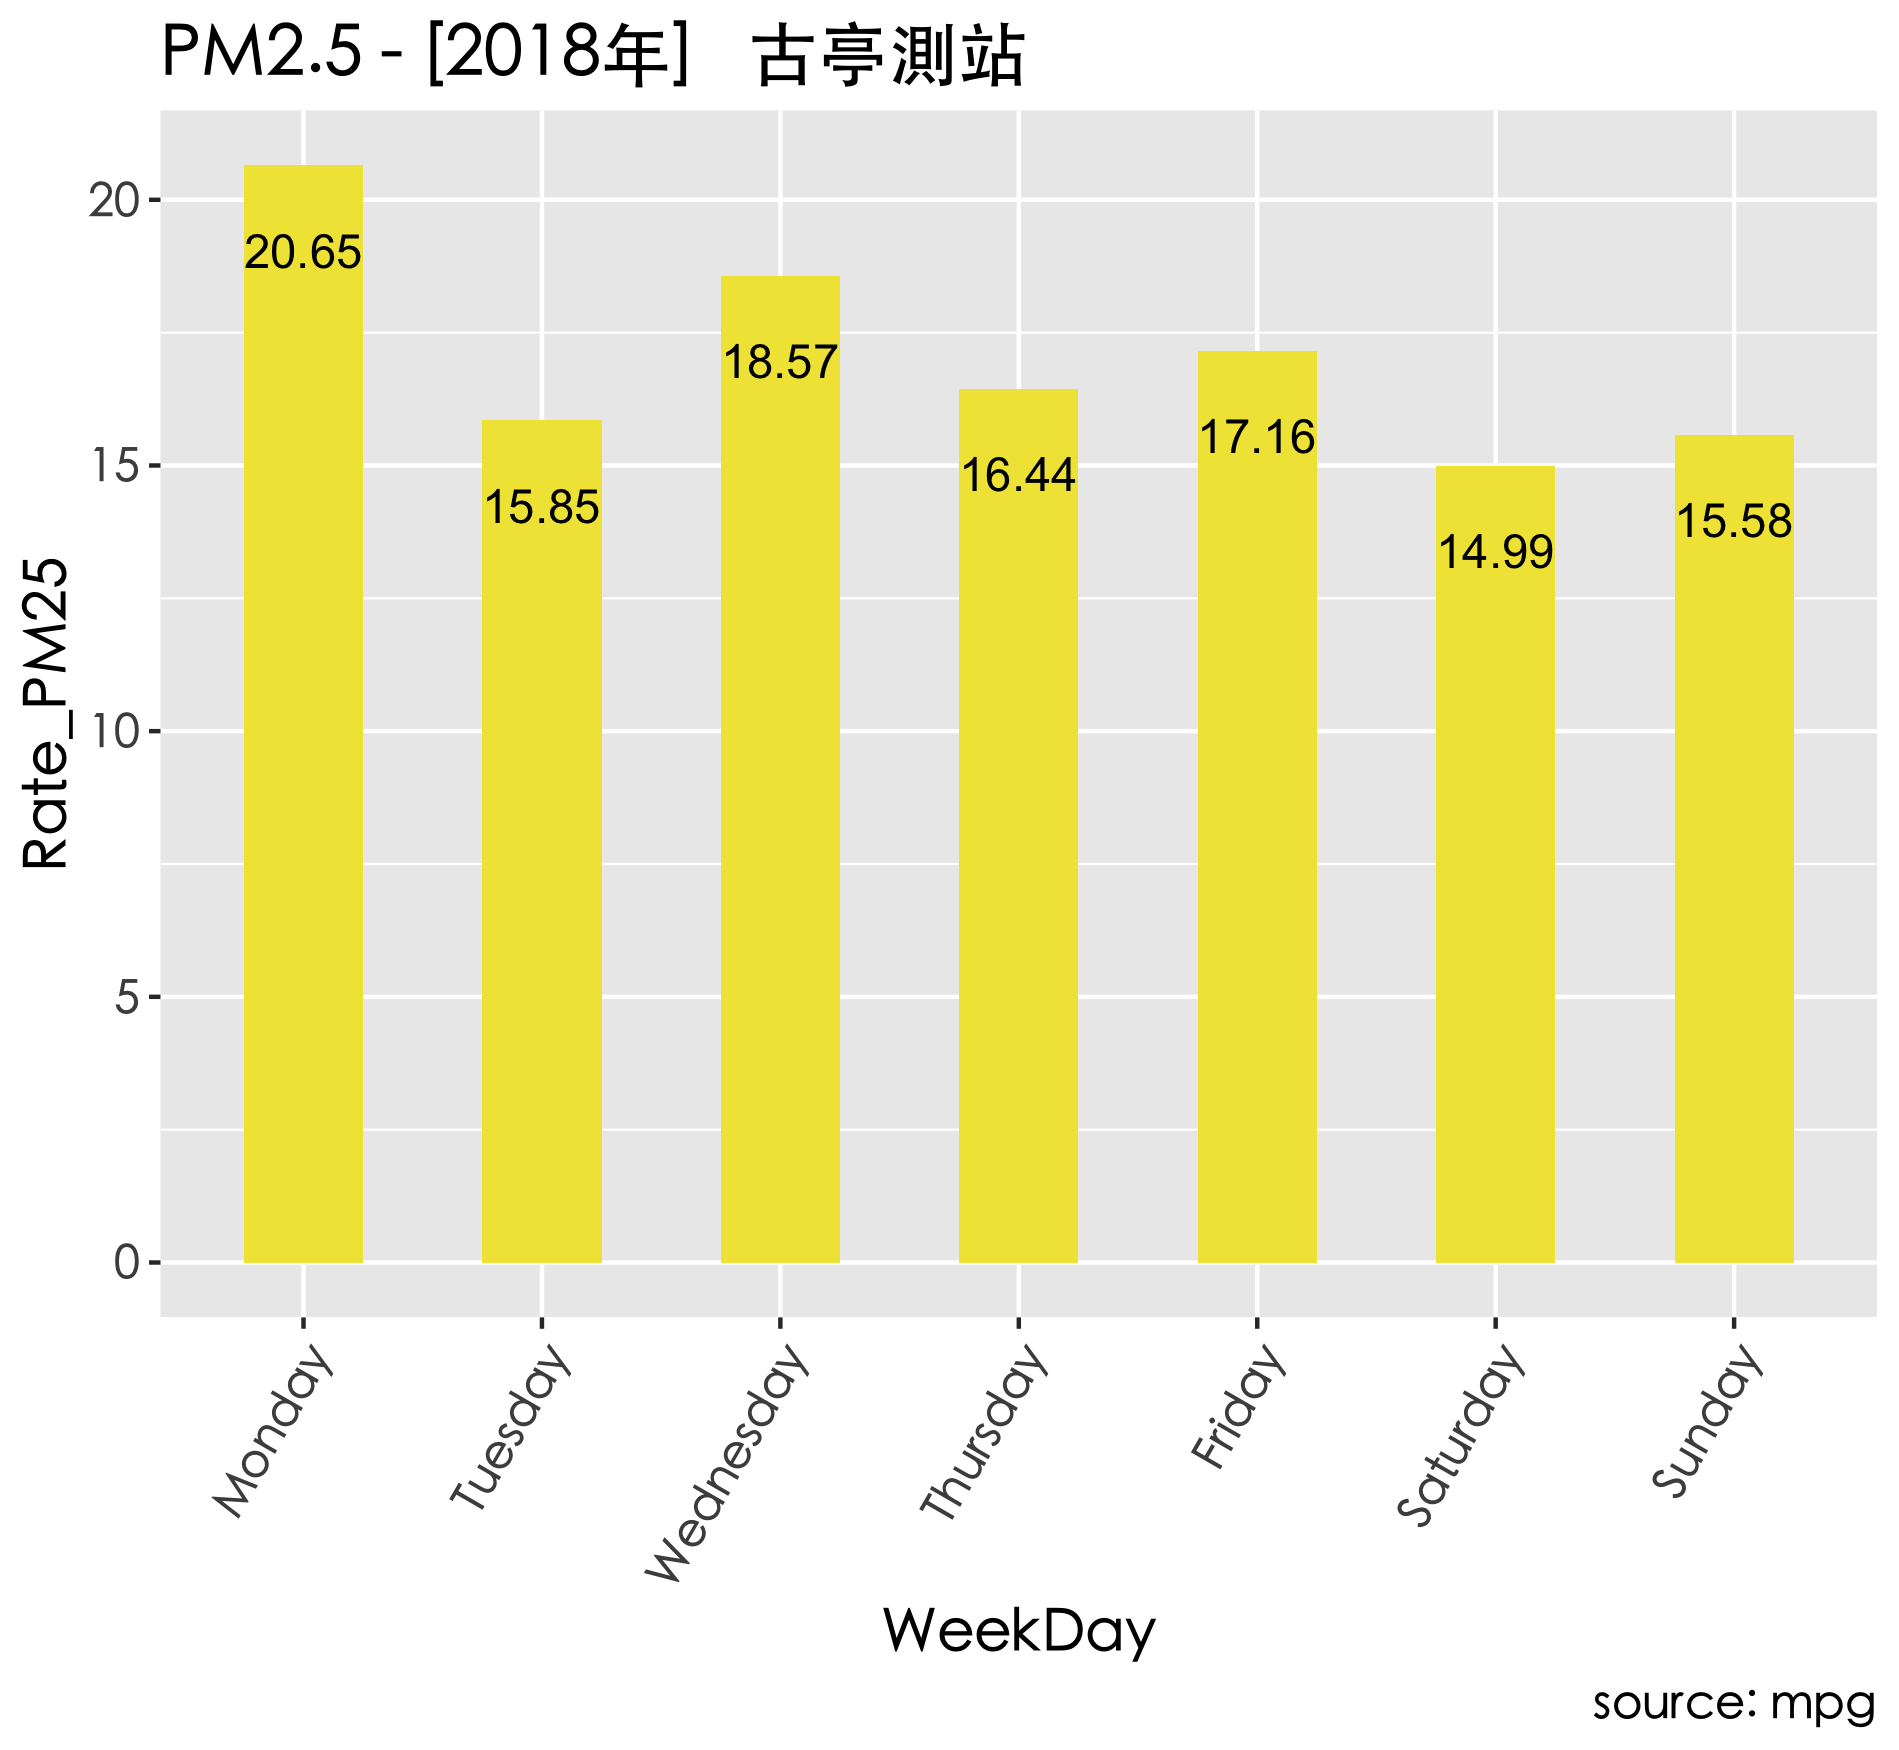 PM2.5 - [2018年] 古亭測站
Rate_PM25
20
15
10
5
0
20.65
15.85
18.57
16.44
17.16
14.99
15.58
Monday
Tuesday
Wednesday
Thursday
Friday
Saturday
Sunday
WeekDay
source: mpg